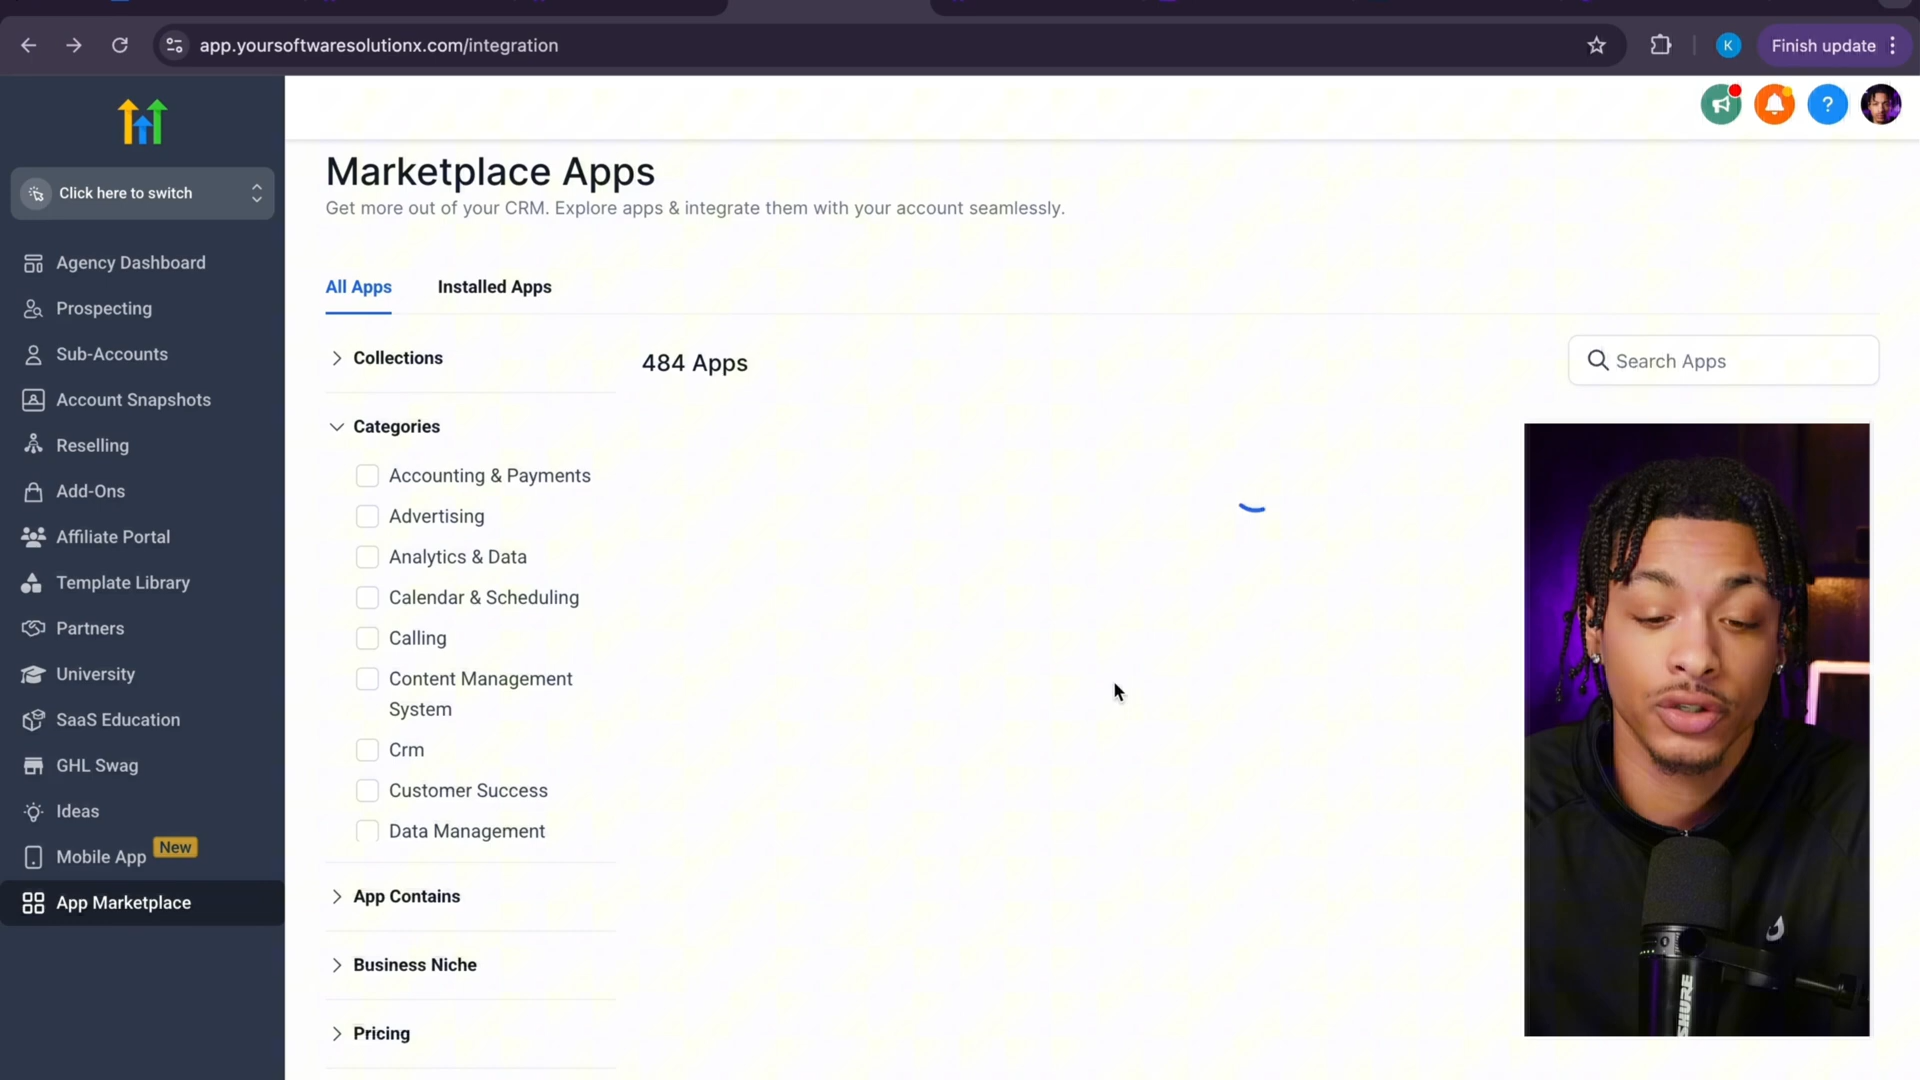 app.yoursoftwaresolutionx.com/integration
K
Finish update
Click here to switch
Agency Dashboard
Prospecting
Sub-Accounts
Account Snapshots
Reselling
Add-Ons
Affiliate Portal
Template Library
Partners
University
SaaS Education
GHL Swag
Ideas
Mobile App New
App Marketplace
?
Marketplace Apps
Get more out of your CRM. Explore apps & integrate them with your account seamlessly.
All Apps
Installed Apps
Collections
Categories
Accounting & Payments
Advertising
Analytics & Data
Calendar & Scheduling
Calling
Content Management
System
Crm
Customer Success
Data Management
App Contains
Business Niche
Pricing
484 Apps
Search Apps
SHURE